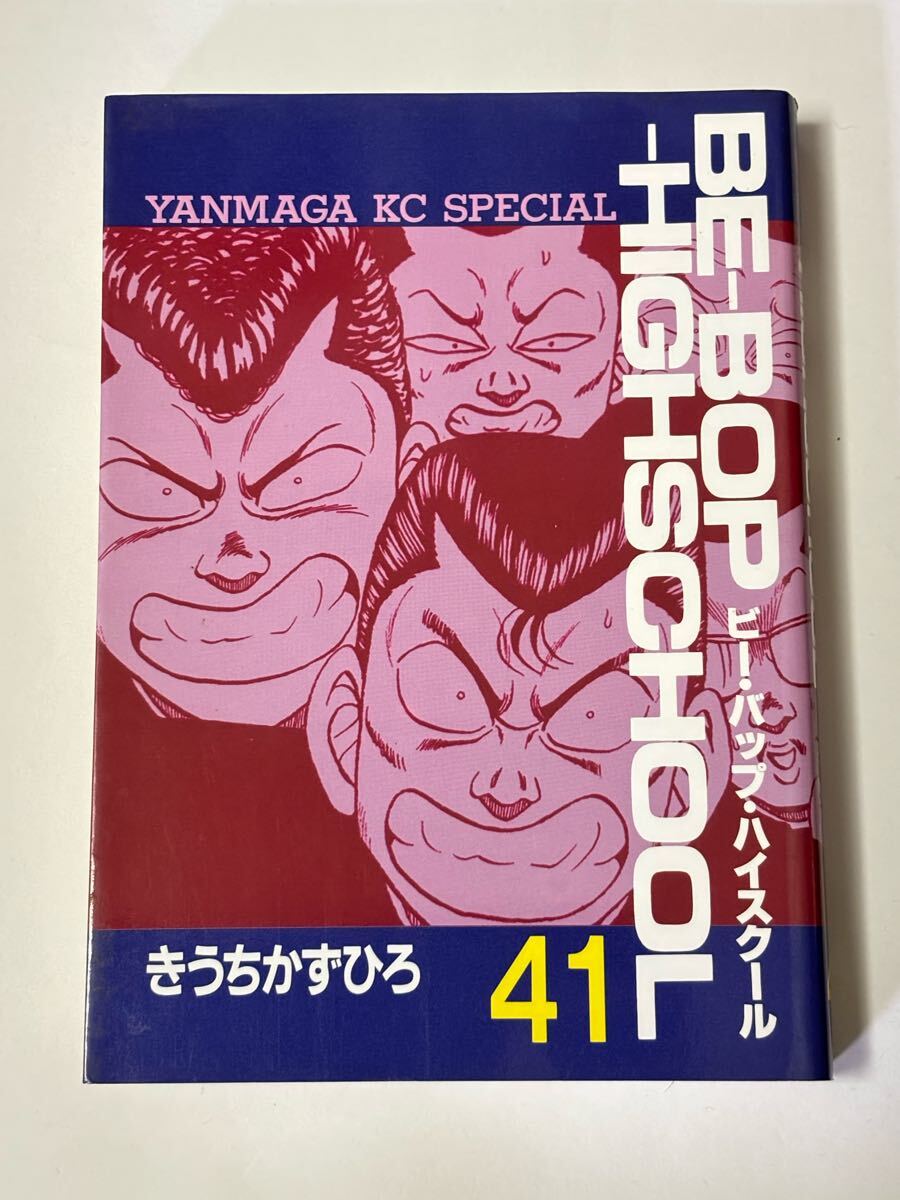 YANMAGA KC SPECIAL
BE-BOP
-HIGHSCHOOL
ビー・バップ・ハイスクール
きうちかずひろ
41